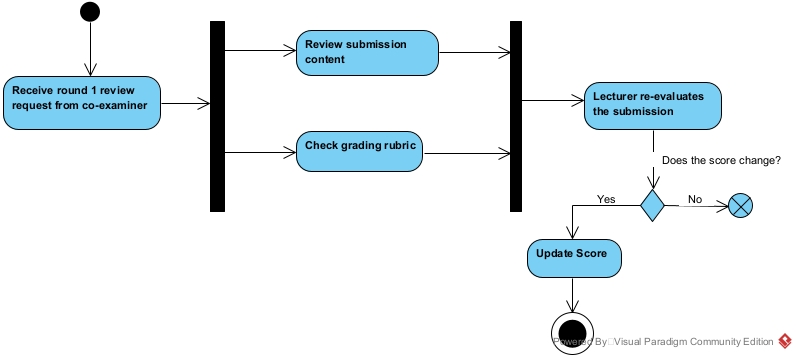 Receive round 1 review
request from co-examiner
Review submission
content
Check grading rubric
Lecturer re-evaluates
the submission
Does the score change?
Yes
No
Update Score
Powered By Visual Paradigm Community Edition